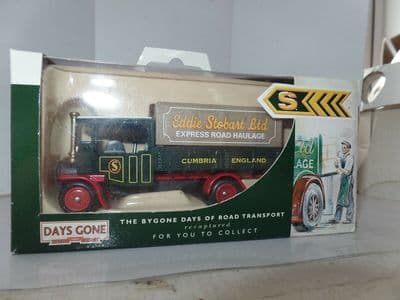 S
Eddie Stobart Ltd.
EXPRESS ROAD HAULAGE
S
CUMBRIA ENGLAND
LAGE
DAYS GONE
THE BYGONE DAYS OF ROAD TRANSPORT
recaptured
FOR YOU TO COLLECT